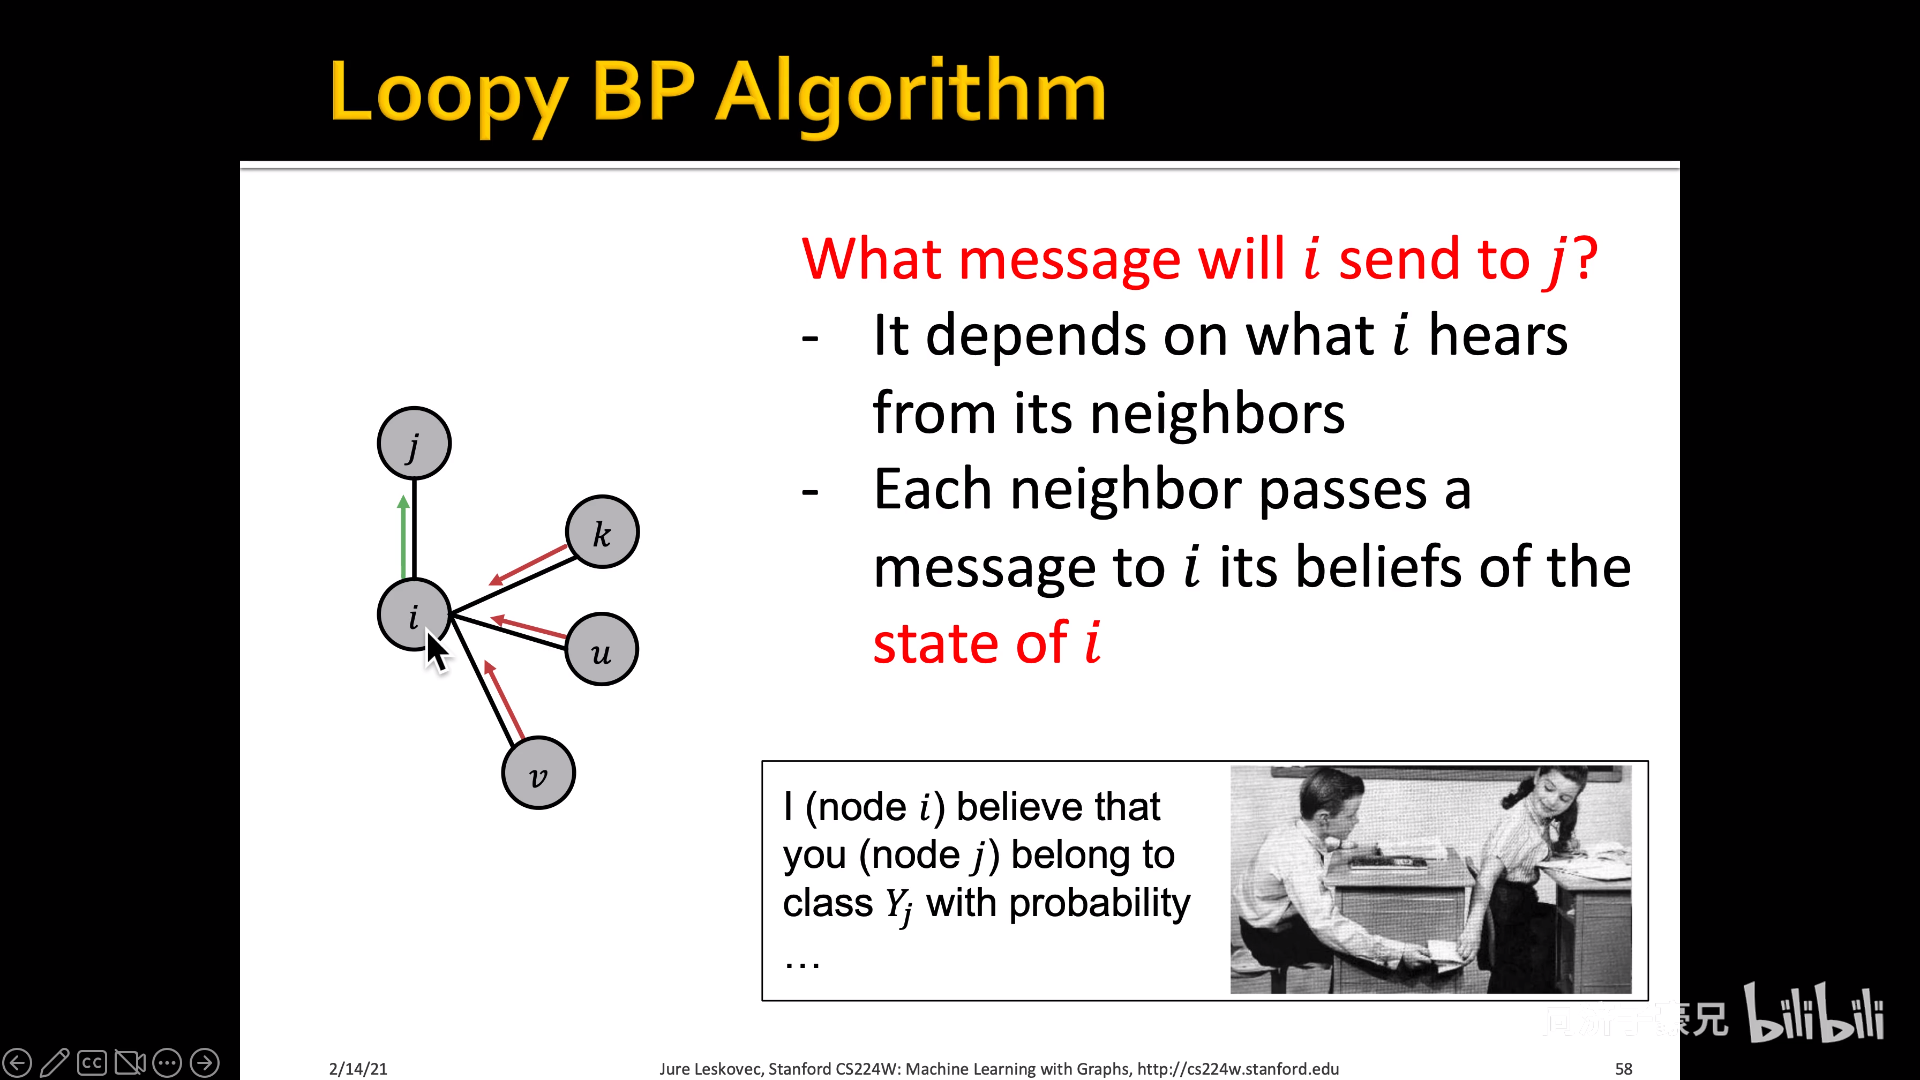 Loopy BP Algorithm
What message will i send to j?
- It depends on what i hears
from its neighbors
- Each neighbor passes a
message to i its beliefs of the
state of i
j
k
i
u
v
I (node i) believe that
you (node j) belong to
class Yj with probability
…
兄 bilibili
CC
2/14/21
Jure Leskovec, Stanford CS224W: Machine Learning with Graphs, http://cs224w.stanford.edu
58